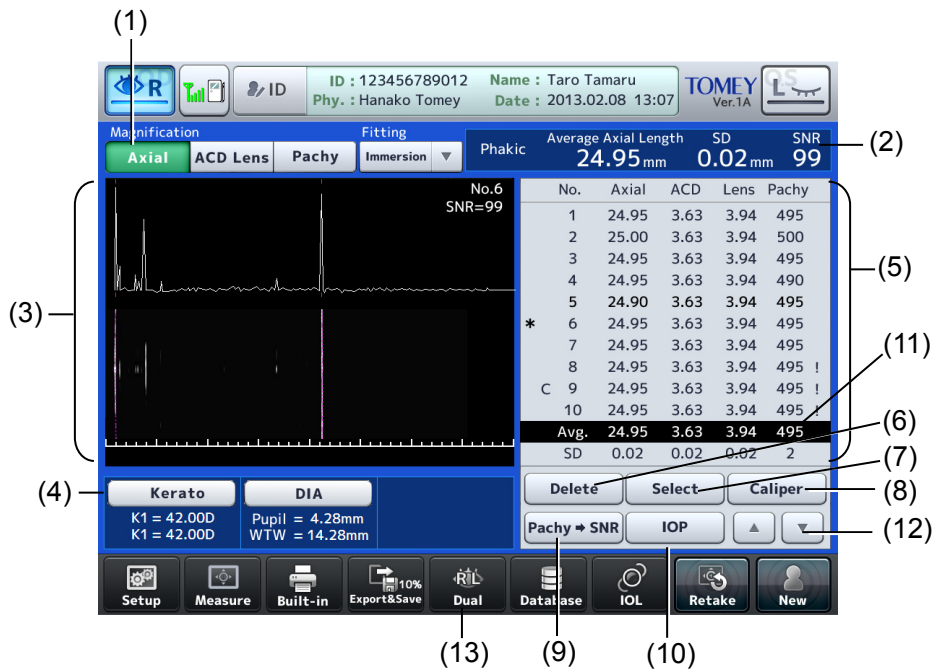 (1)
R
ID
ID : 123456789012 Name : Taro Tamaru
Phy. : Hanako Tomey Date : 2013.02.08 13:07
TOMEY
Ver.1A
OS
L
Magnification Fitting
Axial ACD Lens Pachy Immersion ▼
Phakic Average Axial Length SD SNR
24.95mm 0.02mm 99
(2)
(3)
No.6
SNR=99
No. Axial ACD Lens Pachy
1 24.95 3.63 3.94 495
2 25.00 3.63 3.94 500
3 24.95 3.63 3.94 495
4 24.95 3.63 3.94 490
5 24.90 3.63 3.94 495
* 6 24.95 3.63 3.94 495
7 24.95 3.63 3.94 495
8 24.95 3.63 3.94 495 !
C 9 24.95 3.63 3.94 495 !
10 24.95 3.63 3.94 495 !
Avg. 24.95 3.63 3.94 495
SD 0.02 0.02 0.02 2
(5)
(11)
(6)
(7)
(4)
Kerato DIA
K1 = 42.00D Pupil = 4.28mm
K1 = 42.00D WTW = 14.28mm
Delete Select Caliper
(8)
Pachy ➡ SNR IOP ▲ ▼
(12)
Setup Measure Built-in 10% Export&Save RL Dual Database IOL Retake New
(13) (9) (10)